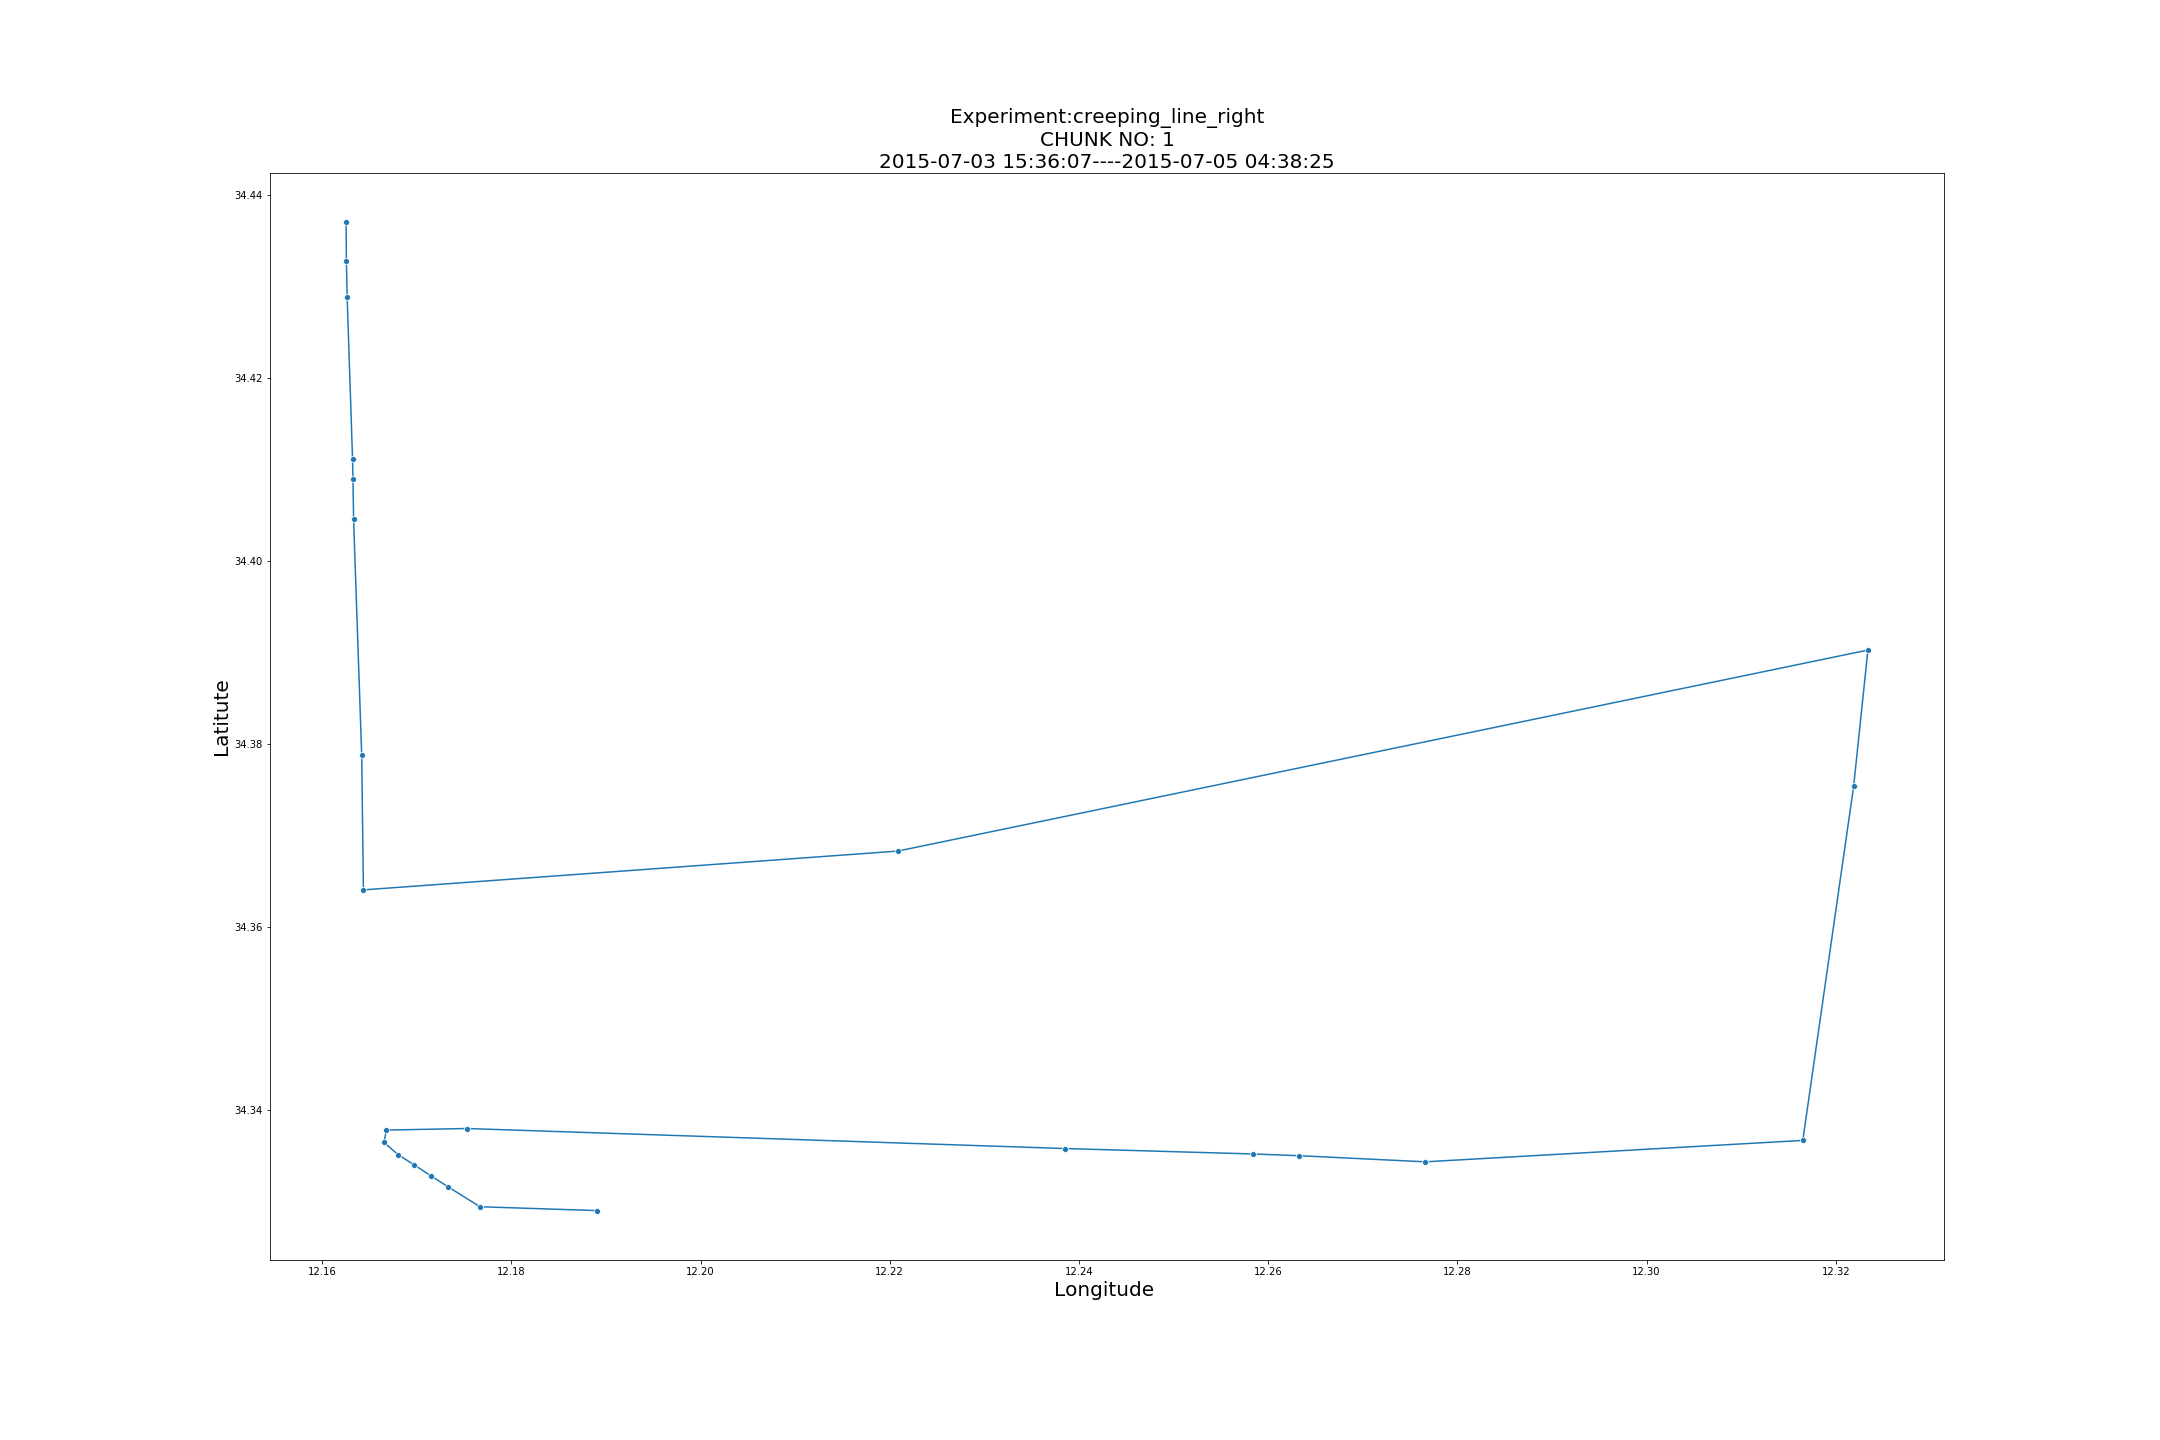 Experiment:creeping_line_right
CHUNK NO: 1
2015-07-03 15:36:07----2015-07-05 04:38:25
34.44
34.42
34.40
34.38
34.36
34.34
Latitute
12.16 12.18 12.20 12.22 12.24 12.26 12.28 12.30 12.32
Longitude